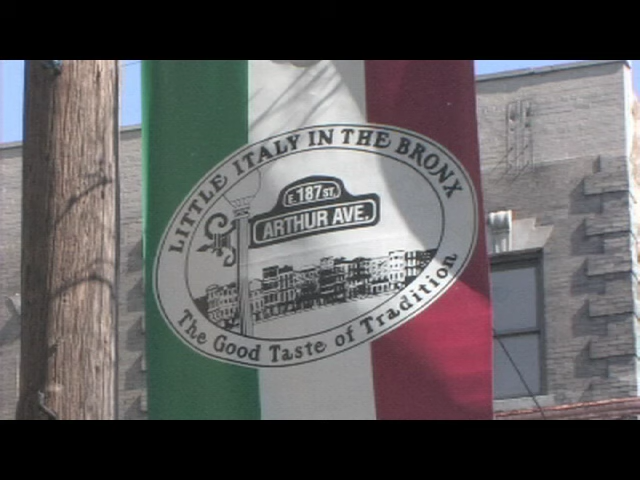 LITTLE ITALY IN THE BRONX
E. 187 ST.
ARTHUR AVE.
The Good Taste of Tradition